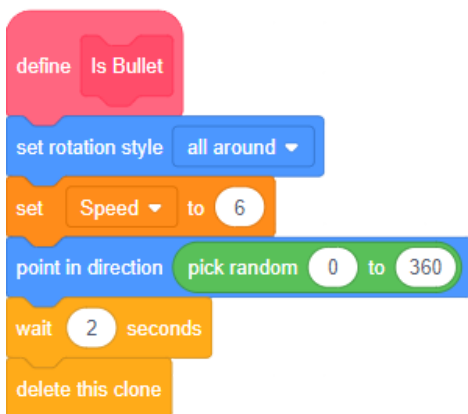 define Is Bullet
set rotation style all around
set Speed to 6
point in direction pick random 0 to 360
wait 2 seconds
delete this clone